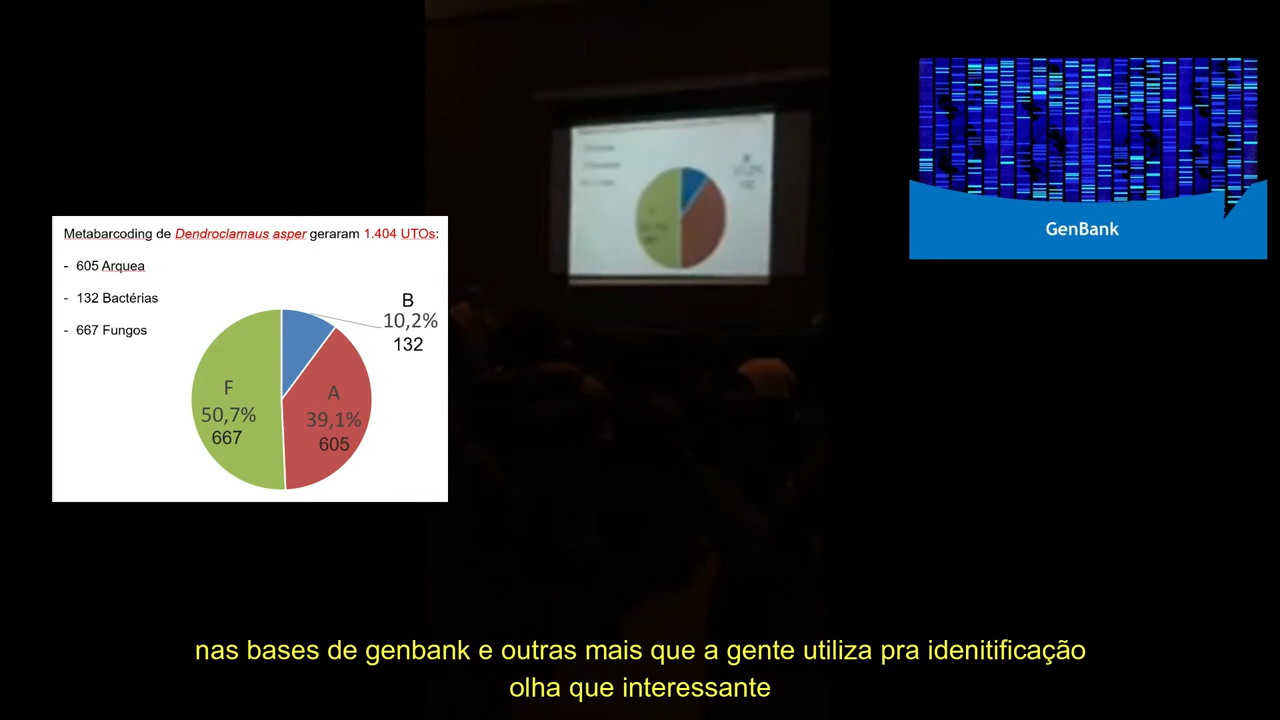 Metabarcoding de Dendroclamaus asper geraram 1.404 UTOs:
- 605 Arquea
- 132 Bactérias
- 667 Fungos
B
10,2%
132
F
50,7%
667
A
39,1%
605
GenBank
nas bases de genbank e outras mais que a gente utiliza pra idenitificação
olha que interessante